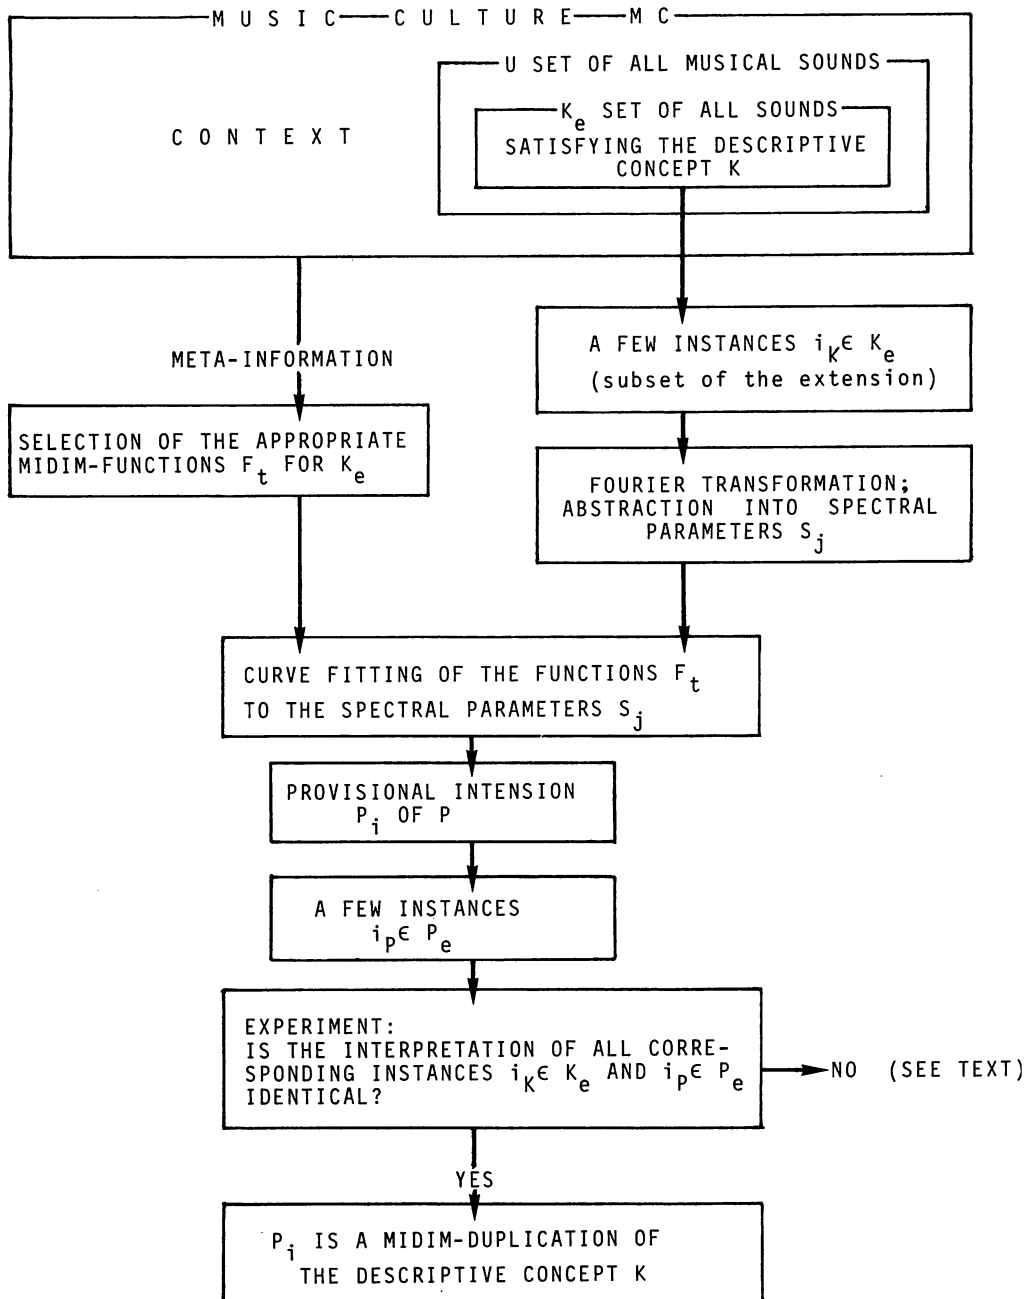 MUSIC CULTURE MC
U SET OF ALL MUSICAL SOUNDS
CONTEXT
K_e SET OF ALL SOUNDS
SATISFYING THE DESCRIPTIVE
CONCEPT K
META-INFORMATION
A FEW INSTANCES i_K ∈ K_e
(subset of the extension)
SELECTION OF THE APPROPRIATE
MIDIM-FUNCTIONS F_t FOR K_e
FOURIER TRANSFORMATION;
ABSTRACTION INTO SPECTRAL
PARAMETERS S_j
CURVE FITTING OF THE FUNCTIONS F_t
TO THE SPECTRAL PARAMETERS S_j
PROVISIONAL INTENSION
P_i OF P
A FEW INSTANCES
i_P ∈ P_e
EXPERIMENT:
IS THE INTERPRETATION OF ALL CORRE-
SPONDING INSTANCES i_K ∈ K_e AND i_P ∈ P_e
IDENTICAL?
NO (SEE TEXT)
YES
P_i IS A MIDIM-DUPLICATION OF
THE DESCRIPTIVE CONCEPT K